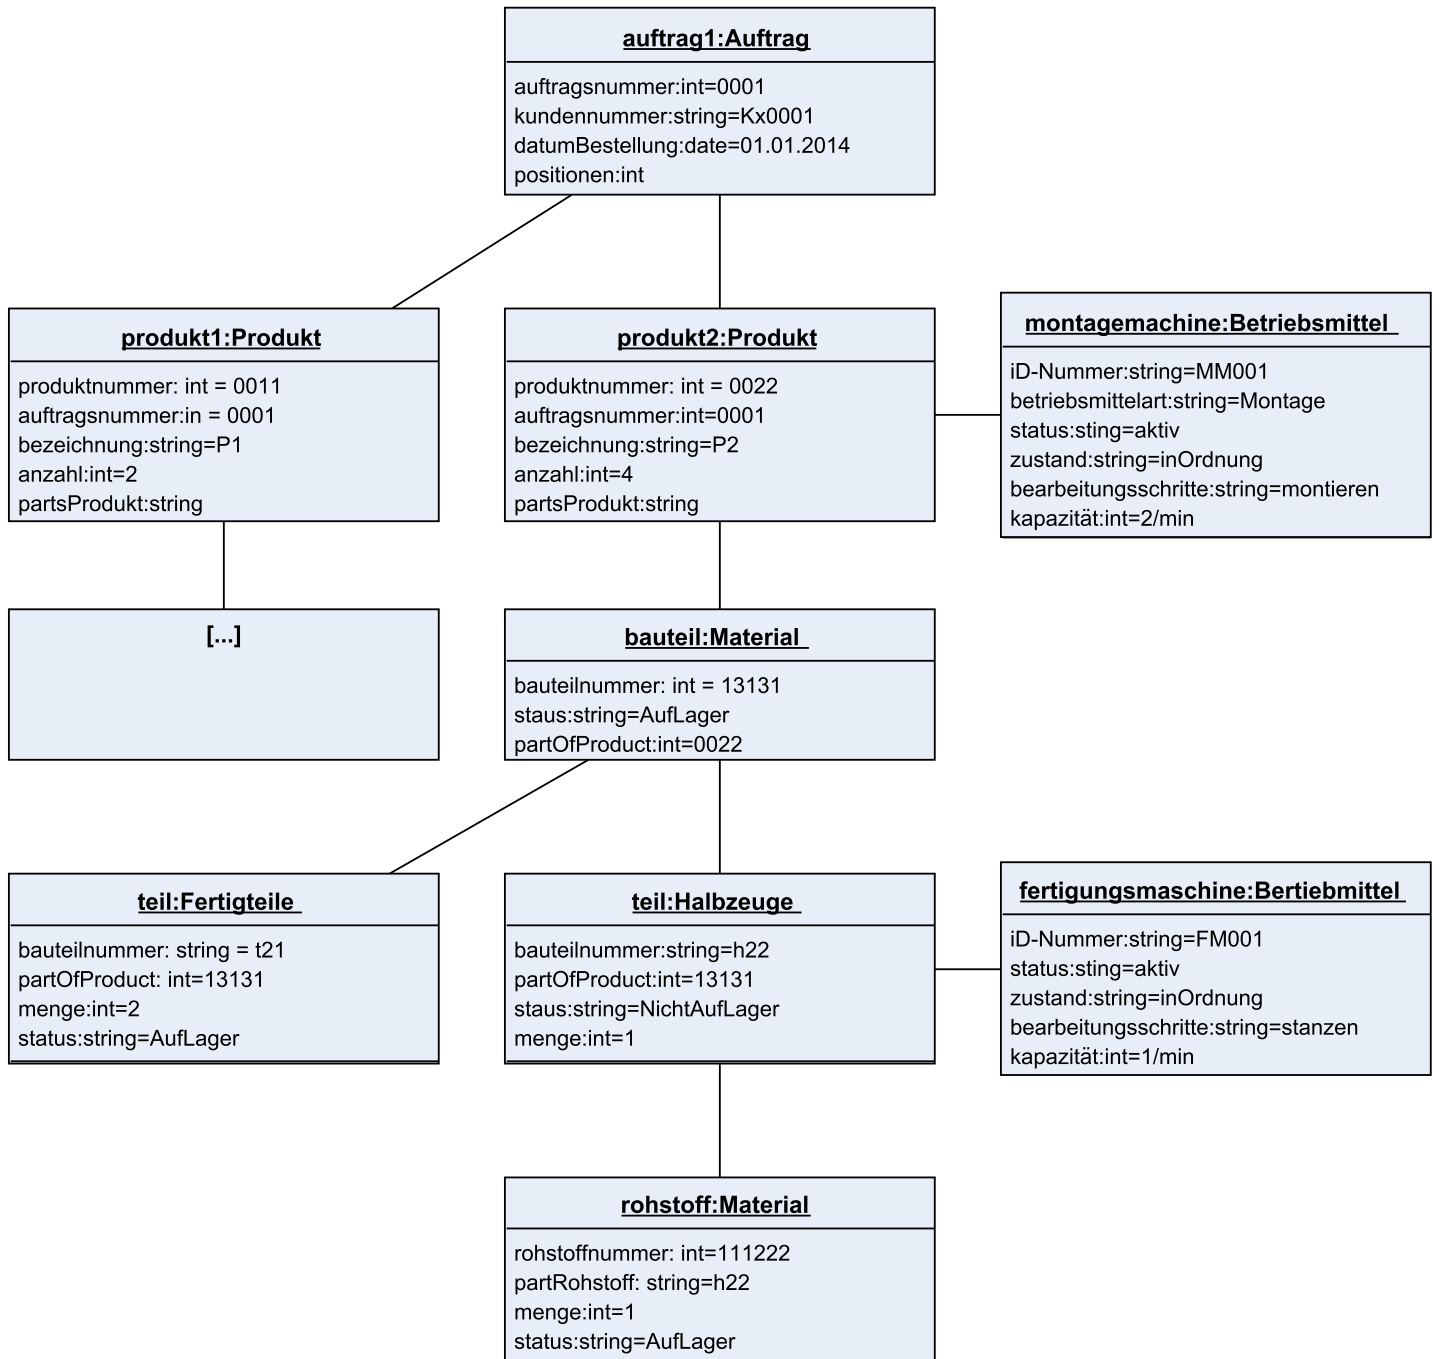 auftrag1:Auftrag
auftragsnummer:int=0001
kundennummer:string=Kx0001
datumBestellung:date=01.01.2014
positionen:int
produkt1:Produkt
produktnummer: int = 0011
auftragsnummer:in = 0001
bezeichnung:string=P1
anzahl:int=2
partsProdukt:string
produkt2:Produkt
produktnummer: int = 0022
auftragsnummer:int=0001
bezeichnung:string=P2
anzahl:int=4
partsProdukt:string
montagemachine:Betriebsmittel
iD-Nummer:string=MM001
betriebsmittelart:string=Montage
status:sting=aktiv
zustand:string=inOrdnung
bearbeitungsschritte:string=montieren
kapazität:int=2/min
[...]
bauteil:Material
bauteilnummer: int = 13131
staus:string=AufLager
partOfProduct:int=0022
teil:Fertigteile
bauteilnummer: string = t21
partOfProduct: int=13131
menge:int=2
status:string=AufLager
teil:Halbzeuge
bauteilnummer:string=h22
partOfProduct:int=13131
staus:string=NichtAufLager
menge:int=1
fertigungsmaschine:Bertiebmittel
iD-Nummer:string=FM001
status:sting=aktiv
zustand:string=inOrdnung
bearbeitungsschritte:string=stanzen
kapazität:int=1/min
rohstoff:Material
rohstoffnummer: int=111222
partRohstoff: string=h22
menge:int=1
status:string=AufLager